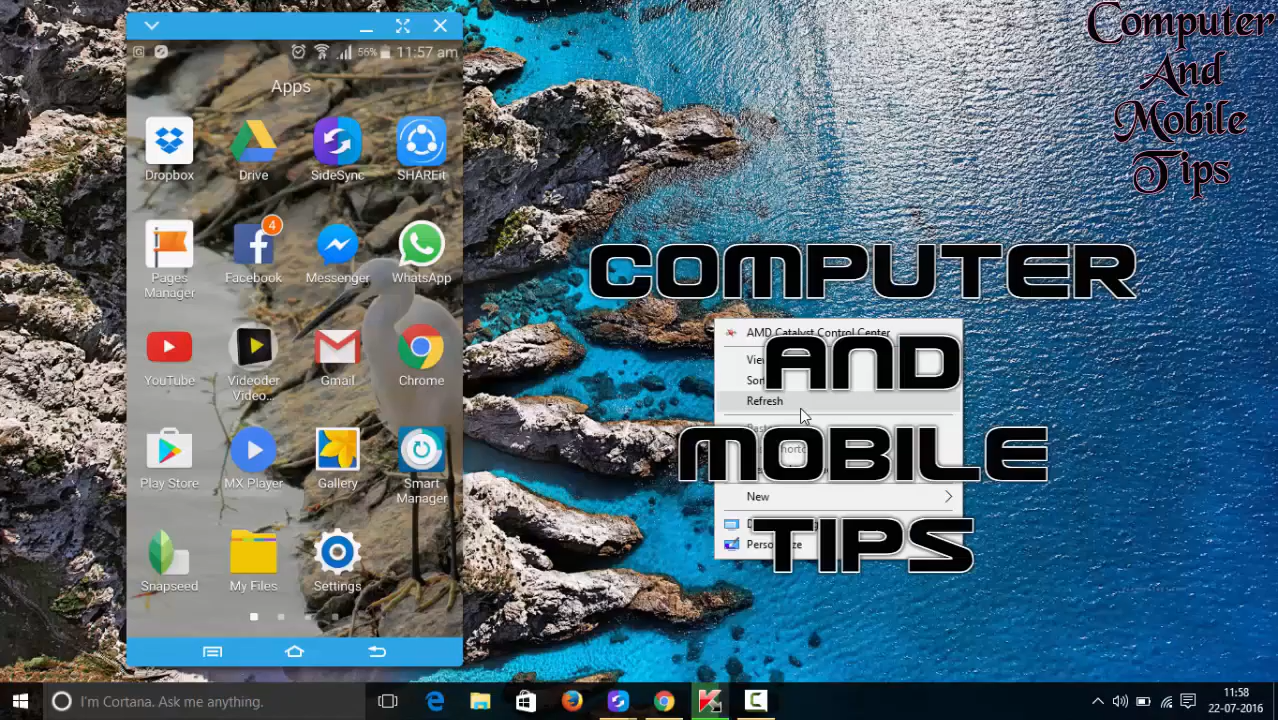 56% 11:57 am
Apps
Dropbox Drive SideSync SHAREit
Pages Manager
4
Facebook Messenger WhatsApp
YouTube
Videoder Video...
Gmail Chrome
Play Store MX Player Gallery
Smart Manager
Snapseed My Files Settings
Computer
And
Mobile
Tips
COMPUTER
AND
MOBILE
TIPS
AMD Catalyst Control Center
Refresh
New
I'm Cortana. Ask me anything.
11:58
22-07-2016